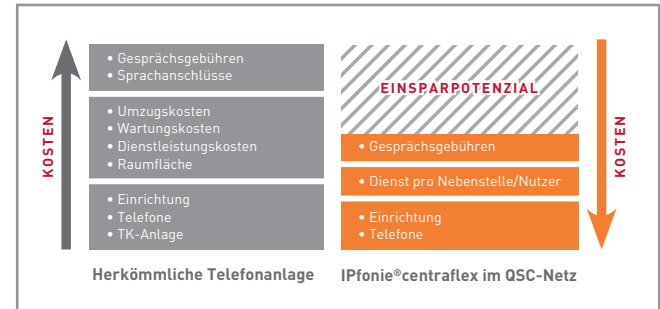 KOSTEN
• Gesprächsgebühren
• Sprachanschlüsse
• Umzugskosten
• Wartungskosten
• Dienstleistungskosten
• Raumfläche
• Einrichtung
• Telefone
• TK-Anlage
Herkömmliche Telefonanlage
EINSPARPOTENZIAL
• Gesprächsgebühren
• Dienst pro Nebenstelle/Nutzer
• Einrichtung
• Telefone
IPfonie®centraflex im QSC-Netz
KOSTEN